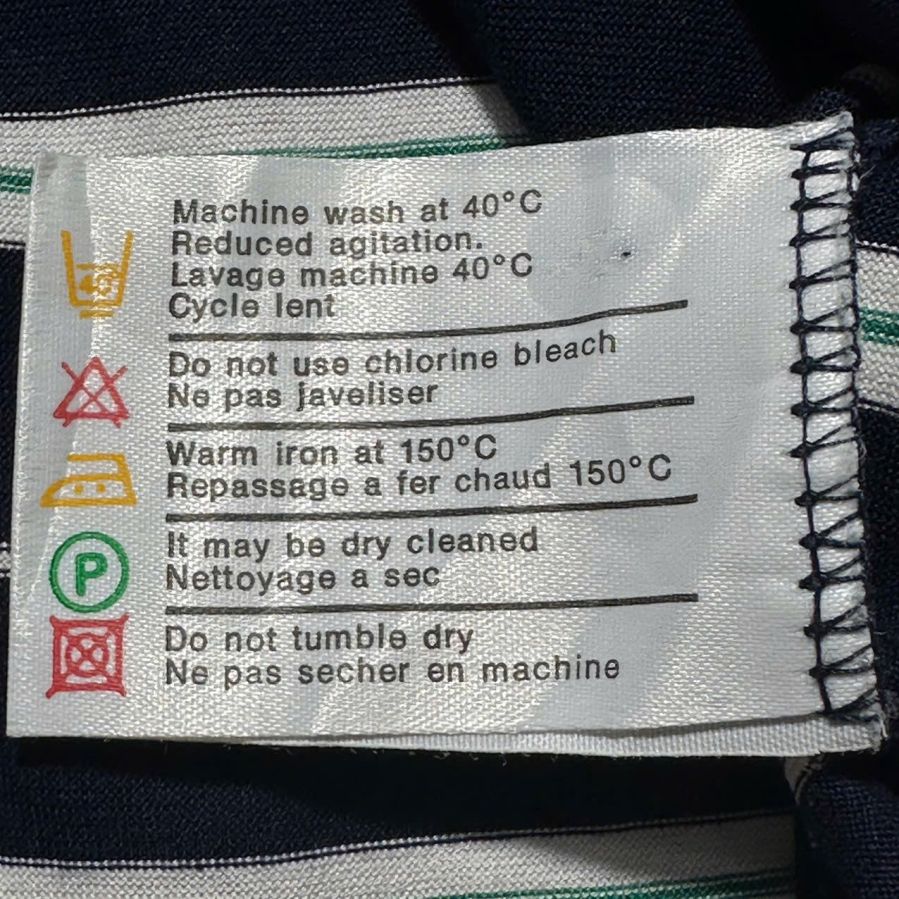 Machine wash at 40°C
Reduced agitation.
Lavage machine 40°C
Cycle lent
Do not use chlorine bleach
Ne pas javeliser
Warm iron at 150°C
Repassage a fer chaud 150°C
P
It may be dry cleaned
Nettoyage a sec
Do not tumble dry
Ne pas secher en machine